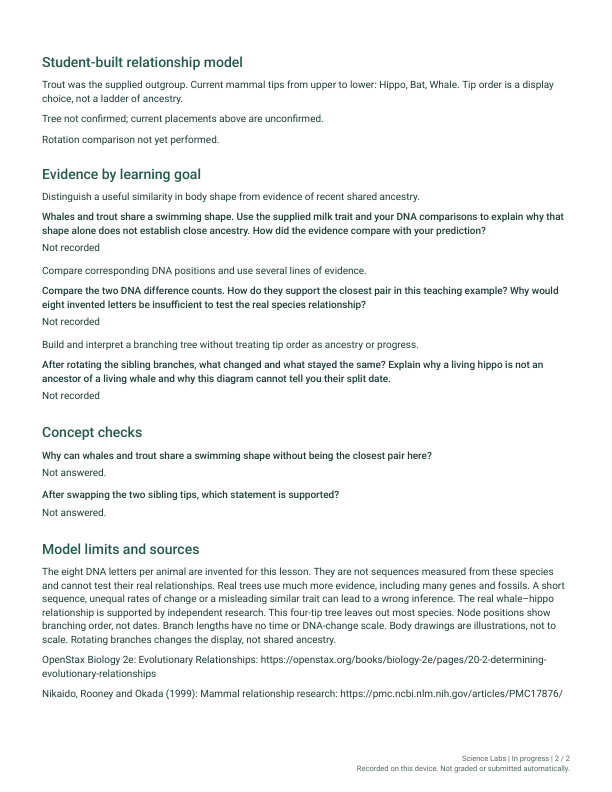 Student-built relationship model
Trout was the supplied outgroup. Current mammal tips from upper to lower: Hippo, Bat, Whale. Tip order is a display
choice, not a ladder of ancestry.
Tree not confirmed; current placements above are unconfirmed.
Rotation comparison not yet performed.
Evidence by learning goal
Distinguish a useful similarity in body shape from evidence of recent shared ancestry.
Whales and trout share a swimming shape. Use the supplied milk trait and your DNA comparisons to explain why that
shape alone does not establish close ancestry. How did the evidence compare with your prediction?
Not recorded
Compare corresponding DNA positions and use several lines of evidence.
Compare the two DNA difference counts. How do they support the closest pair in this teaching example? Why would
eight invented letters be insufficient to test the real species relationship?
Not recorded
Build and interpret a branching tree without treating tip order as ancestry or progress.
After rotating the sibling branches, what changed and what stayed the same? Explain why a living hippo is not an
ancestor of a living whale and why this diagram cannot tell you their split date.
Not recorded
Concept checks
Why can whales and trout share a swimming shape without being the closest pair here?
Not answered.
After swapping the two sibling tips, which statement is supported?
Not answered.
Model limits and sources
The eight DNA letters per animal are invented for this lesson. They are not sequences measured from these species
and cannot test their real relationships. Real trees use much more evidence, including many genes and fossils. A short
sequence, unequal rates of change or a misleading similar trait can lead to a wrong inference. The real whale–hippo
relationship is supported by independent research. This four-tip tree leaves out most species. Node positions show
branching order, not dates. Branch lengths have no time or DNA-change scale. Body drawings are illustrations, not to
scale. Rotating branches changes the display, not shared ancestry.
OpenStax Biology 2e: Evolutionary Relationships: https://openstax.org/books/biology-2e/pages/20-2-determining-
evolutionary-relationships
Nikaido, Rooney and Okada (1999): Mammal relationship research: https://pmc.ncbi.nlm.nih.gov/articles/PMC17876/
Science Labs | In progress | 2 / 2
Recorded on this device. Not graded or submitted automatically.